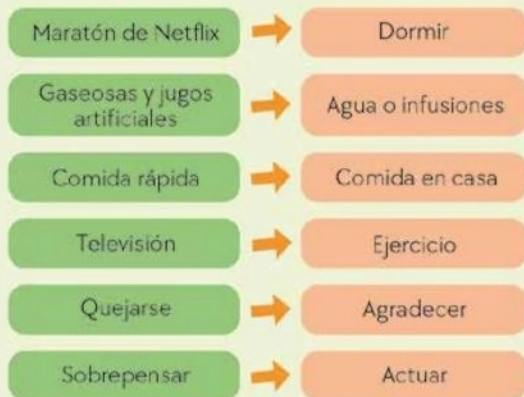 Maratón de Netflix
Dormir
Gaseosas y jugos
artificiales
Agua o infusiones
Comida rápida
Comida en casa
Televisión
Ejercicio
Quejarse
Agradecer
Sobrepensar
Actuar